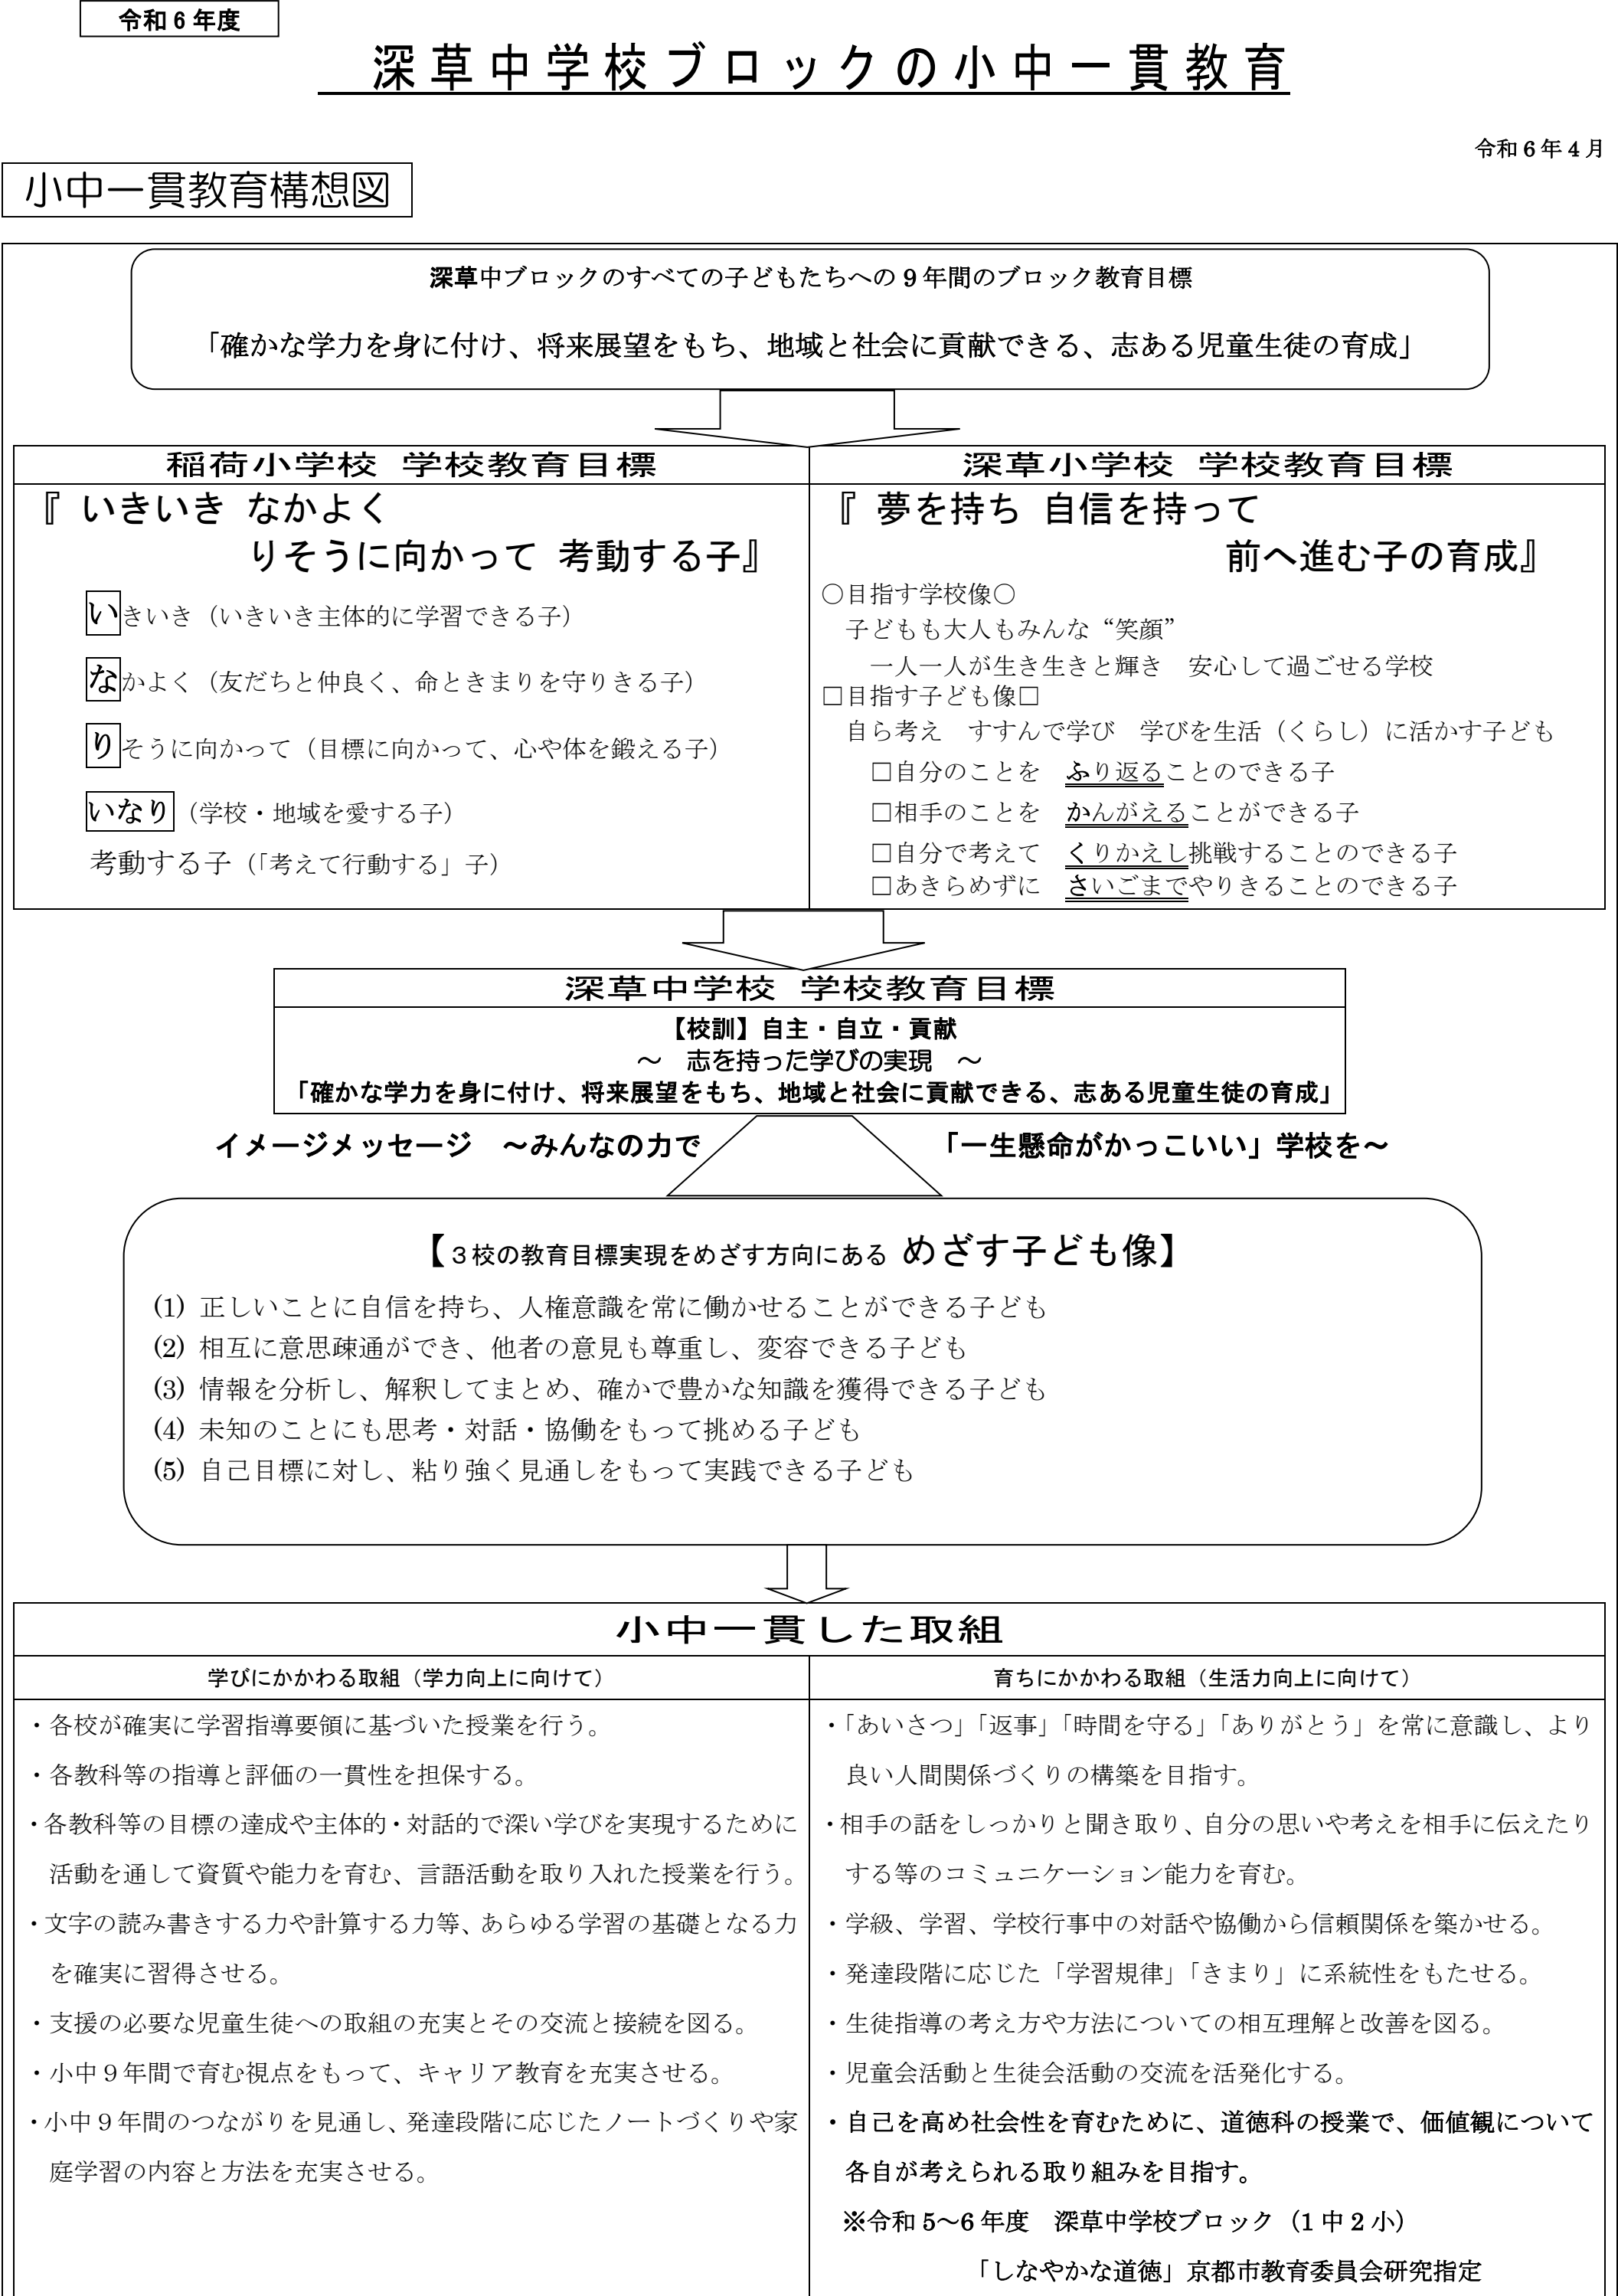 令和６年度
深草中学校ブロックの小中一貫教育
令和６年４月
小中一貫教育構想図
深草中ブロックのすべての子どもたちへの９年間のブロック教育目標
「確かな学力を身に付け、将来展望をもち、地域と社会に貢献できる、志ある児童生徒の育成」
稲荷小学校 学校教育目標
『 いきいき なかよく
りそうに向かって 考動する子』
いきいき（いきいき主体的に学習できる子）
なかよく（友だちと仲良く、命ときまりを守りきる子）
りそうに向かって（目標に向かって、心や体を鍛える子）
いなり（学校・地域を愛する子）
考動する子（「考えて行動する」子）
深草小学校 学校教育目標
『 夢を持ち 自信を持って
前へ進む子の育成』
○目指す学校像○
子どもも大人もみんな“笑顔”
一人一人が生き生きと輝き　安心して過ごせる学校
□目指す子ども像□
自ら考え　すすんで学び　学びを生活（くらし）に活かす子ども
□自分のことを　ふり返ることのできる子
□相手のことを　かんがえることができる子
□自分で考えて　くりかえし挑戦することのできる子
□あきらめずに　さいごまでやりきることのできる子
深草中学校 学校教育目標
【校訓】自主・自立・貢献
～　志を持った学びの実現　～
「確かな学力を身に付け、将来展望をもち、地域と社会に貢献できる、志ある児童生徒の育成」
イメージメッセージ　～みんなの力で　「一生懸命がかっこいい」学校を～
【３校の教育目標実現をめざす方向にある めざす子ども像】
(1) 正しいことに自信を持ち、人権意識を常に働かせることができる子ども
(2) 相互に意思疎通ができ、他者の意見も尊重し、変容できる子ども
(3) 情報を分析し、解釈してまとめ、確かで豊かな知識を獲得できる子ども
(4) 未知のことにも思考・対話・協働をもって挑める子ども
(5) 自己目標に対し、粘り強く見通しをもって実践できる子ども
小中一貫した取組
学びにかかわる取組（学力向上に向けて）
・各校が確実に学習指導要領に基づいた授業を行う。
・各教科等の指導と評価の一貫性を担保する。
・各教科等の目標の達成や主体的・対話的で深い学びを実現するために
活動を通して資質や能力を育む、言語活動を取り入れた授業を行う。
・文字の読み書きする力や計算する力等、あらゆる学習の基礎となる力
を確実に習得させる。
・支援の必要な児童生徒への取組の充実とその交流と接続を図る。
・小中９年間で育む視点をもって、キャリア教育を充実させる。
・小中９年間のつながりを見通し、発達段階に応じたノートづくりや家
庭学習の内容と方法を充実させる。
育ちにかかわる取組（生活力向上に向けて）
・「あいさつ」「返事」「時間を守る」「ありがとう」を常に意識し、より
良い人間関係づくりの構築を目指す。
・相手の話をしっかりと聞き取り、自分の思いや考えを相手に伝えたり
する等のコミュニケーション能力を育む。
・学級、学習、学校行事中の対話や協働から信頼関係を築かせる。
・発達段階に応じた「学習規律」「きまり」に系統性をもたせる。
・生徒指導の考え方や方法についての相互理解と改善を図る。
・児童会活動と生徒会活動の交流を活発化する。
・自己を高め社会性を育むために、道徳科の授業で、価値観について
各自が考えられる取り組みを目指す。
※令和 5～6 年度　深草中学校ブロック（1 中 2 小）
「しなやかな道徳」京都市教育委員会研究指定